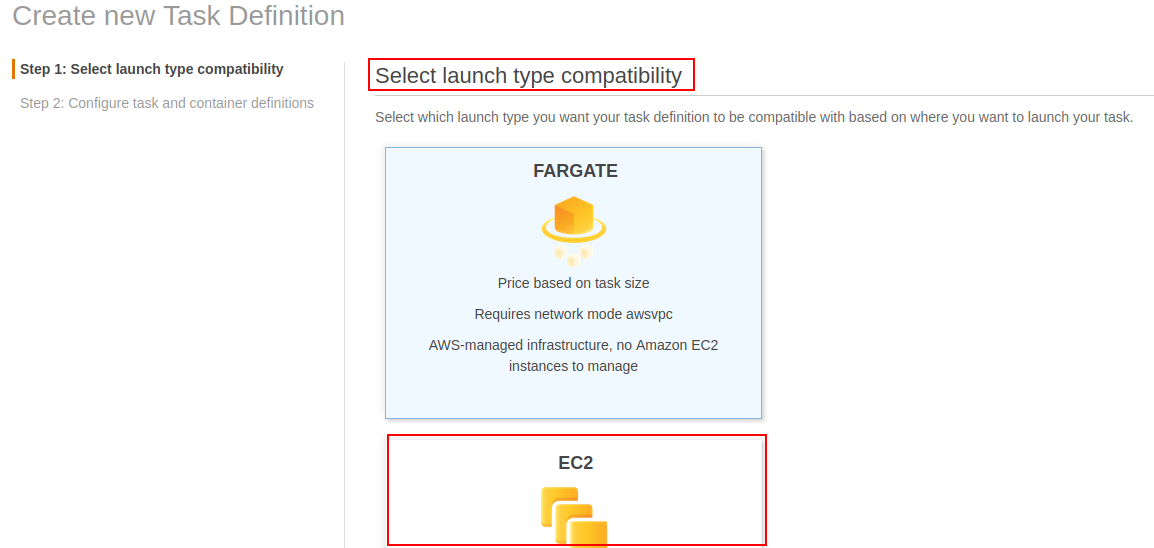 Create new Task Definition
Step 1: Select launch type compatibility
Step 2: Configure task and container definitions
Select launch type compatibility
Select which launch type you want your task definition to be compatible with based on where you want to launch your task.
FARGATE
Price based on task size
Requires network mode awsvpc
AWS-managed infrastructure, no Amazon EC2
instances to manage
EC2